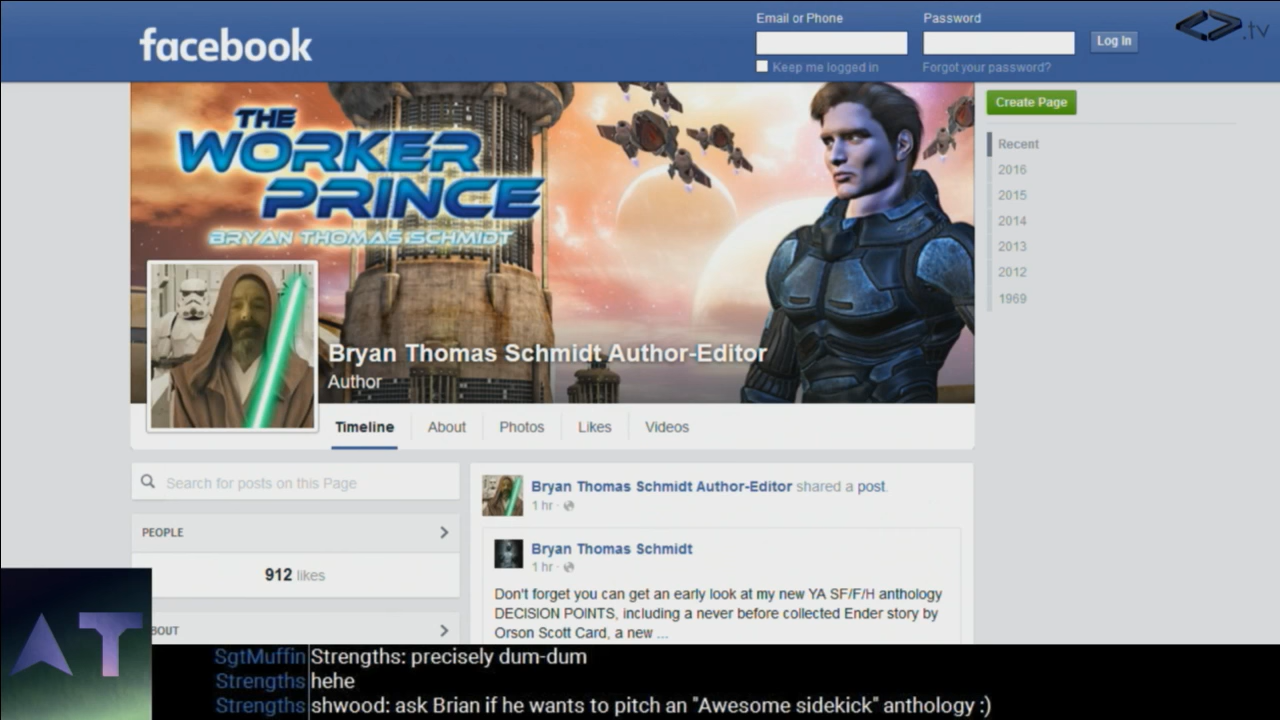 facebook
Email or Phone
Password
Log In
Keep me logged in
Forgot your password?
<>.tv
THE
WORKER
PRINCE
BRYAN THOMAS SCHMIDT
Bryan Thomas Schmidt Author-Editor
Author
Timeline About Photos Likes Videos
Create Page
Recent
2016
2015
2014
2013
2012
1969
Search for posts on this Page
PEOPLE
912 likes
BOUT
Bryan Thomas Schmidt Author-Editor shared a post.
1 hr ·
Bryan Thomas Schmidt
1 hr ·
Don't forget you can get an early look at my new YA SF/F/H anthology
DECISION POINTS, including a never before collected Ender story by
Orson Scott Card, a new ...
AT
SgtMuffin Strengths: precisely dum-dum
Strengths hehe
Strengths shwood: ask Brian if he wants to pitch an "Awesome sidekick" anthology :)